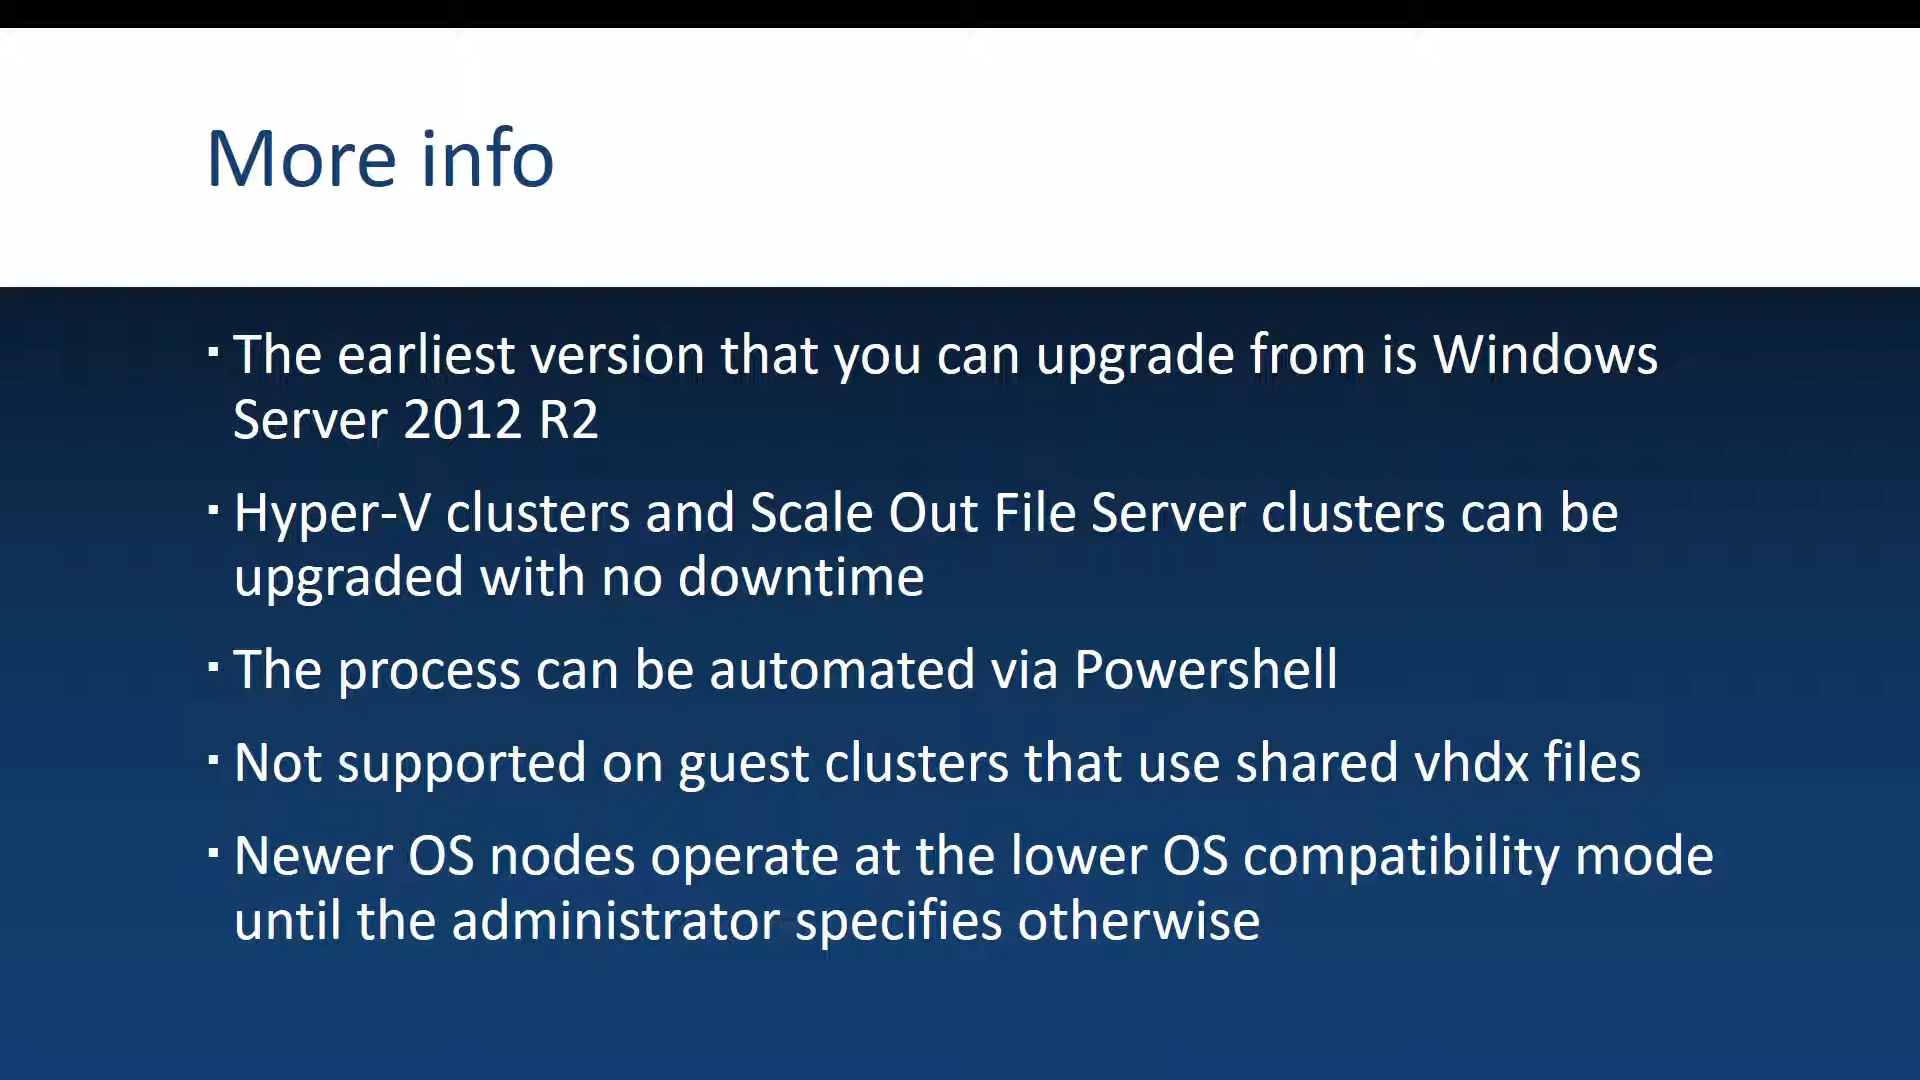 More info
▪ The earliest version that you can upgrade from is Windows
Server 2012 R2
▪ Hyper-V clusters and Scale Out File Server clusters can be
upgraded with no downtime
▪ The process can be automated via Powershell
▪ Not supported on guest clusters that use shared vhdx files
▪ Newer OS nodes operate at the lower OS compatibility mode
until the administrator specifies otherwise